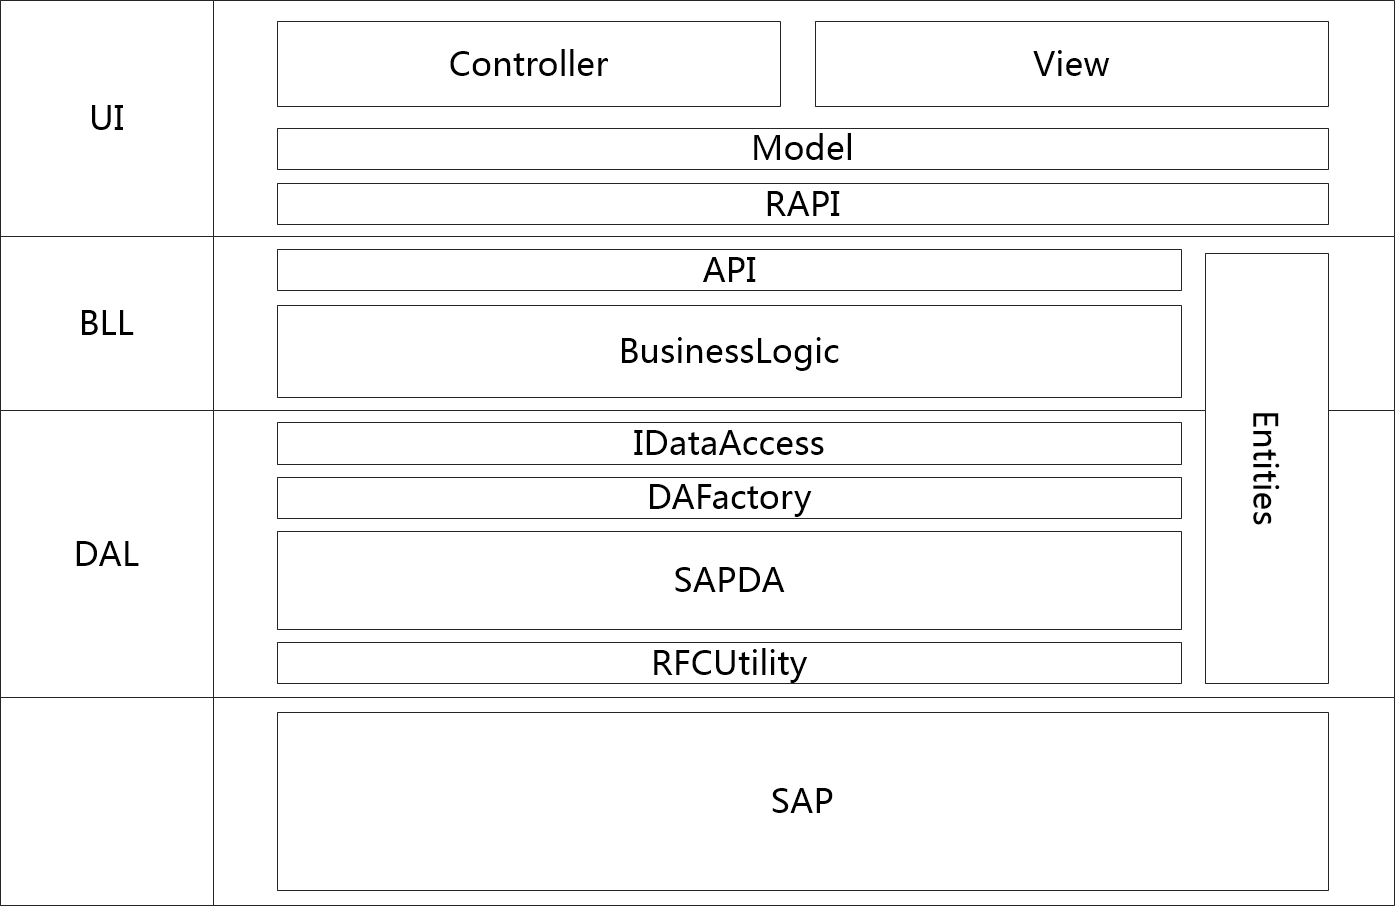 UI
Controller
View
Model
RAPI
BLL
API
BusinessLogic
Entities
DAL
IDataAccess
DAFactory
SAPDA
RFCUtility
SAP